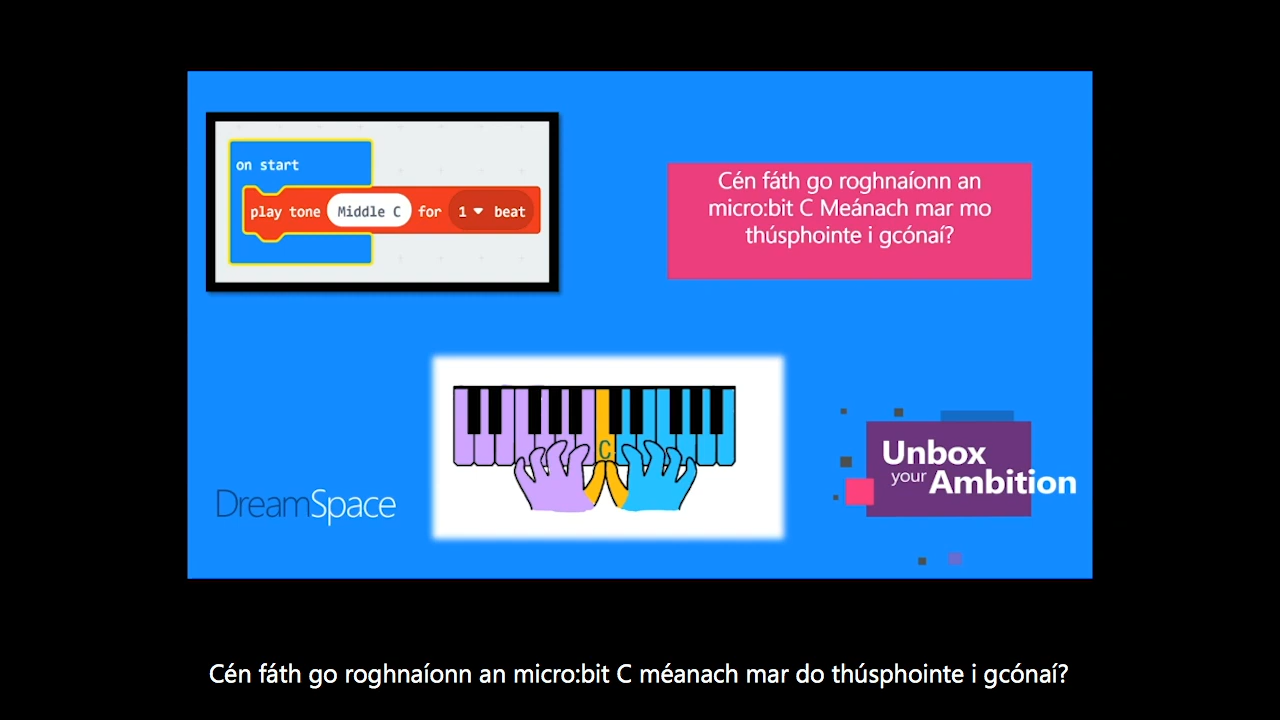 on start
play tone Middle C for 1 beat
Cén fáth go roghnaíonn an
micro:bit C Meánach mar mo
thúsphointe i gcónaí?
C
DreamSpace
Unbox
your Ambition
Cén fáth go roghnaíonn an micro:bit C méanach mar do thúsphointe i gcónaí?